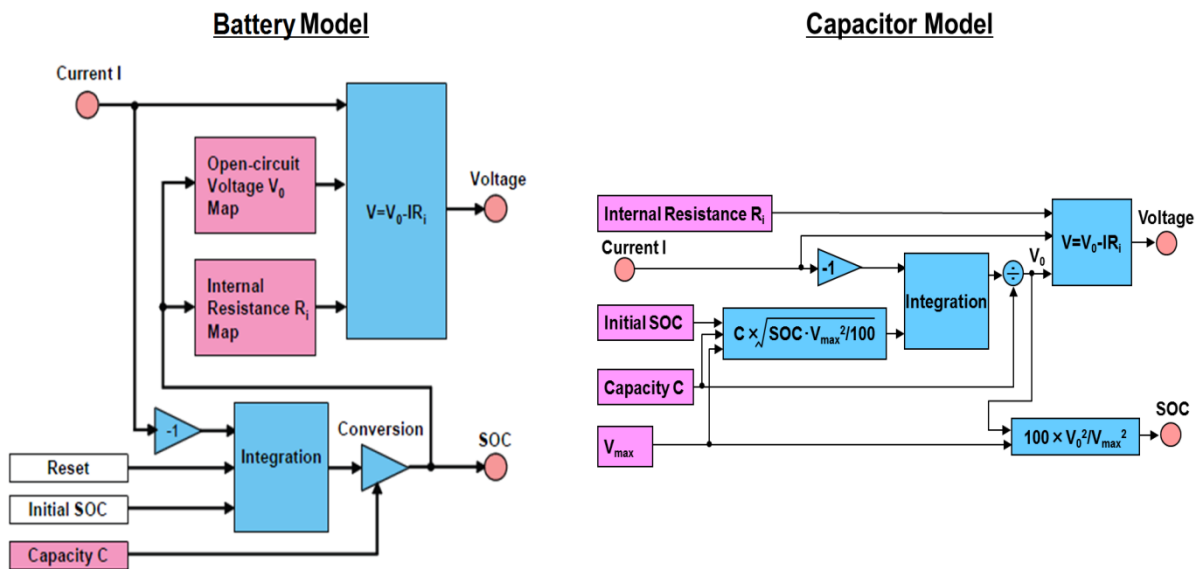 Battery Model
Current I
Open-circuit
Voltage V₀
Map
Internal
Resistance Rᵢ
Map
V=V₀-IRᵢ
Voltage
-1
Integration
Conversion
SOC
Reset
Initial SOC
Capacity C
Capacitor Model
Internal Resistance Rᵢ
Current I
-1
Integration
÷
V₀
V=V₀-IRᵢ
Voltage
Initial SOC
C×√SOC·Vmax²/100
Capacity C
Vmax
100×V₀²/Vmax²
SOC